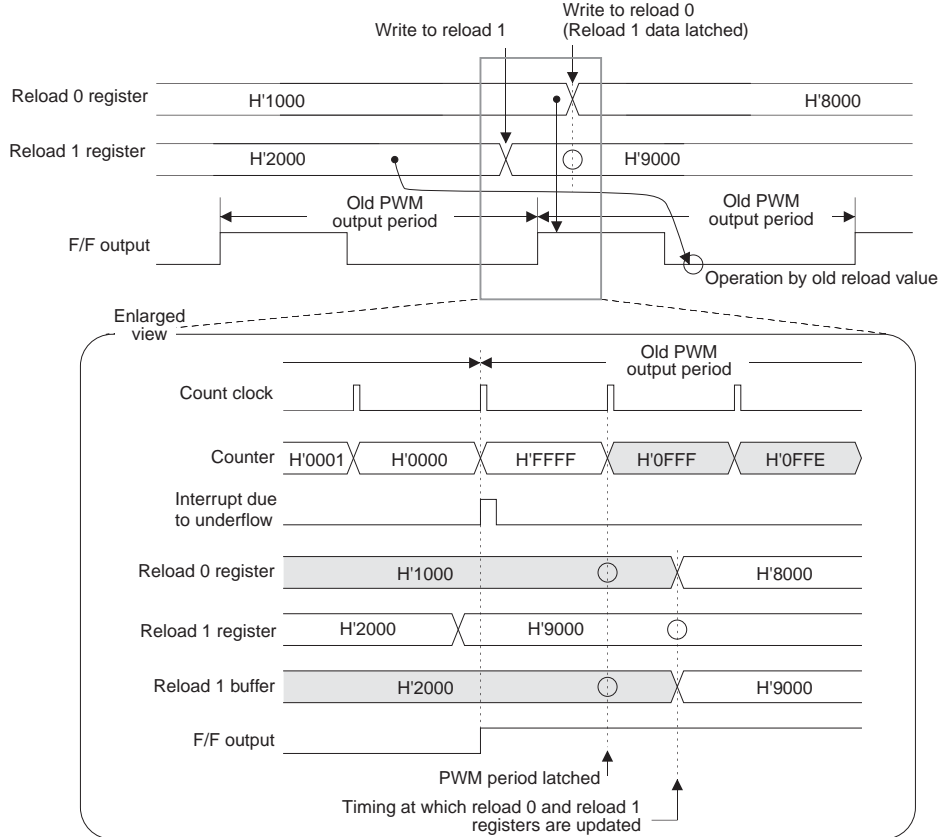 Write to reload 0
(Reload 1 data latched)
Write to reload 1
Reload 0 register
H'1000
H'8000
Reload 1 register
H'2000
H'9000
Old PWM
output period
Old PWM
output period
F/F output
Operation by old reload value
Enlarged
view
Old PWM
output period
Count clock
Counter
H'0001
H'0000
H'FFFF
H'0FFF
H'0FFE
Interrupt due
to underflow
Reload 0 register
H'1000
H'8000
Reload 1 register
H'2000
H'9000
Reload 1 buffer
H'2000
H'9000
F/F output
PWM period latched
Timing at which reload 0 and reload 1
registers are updated